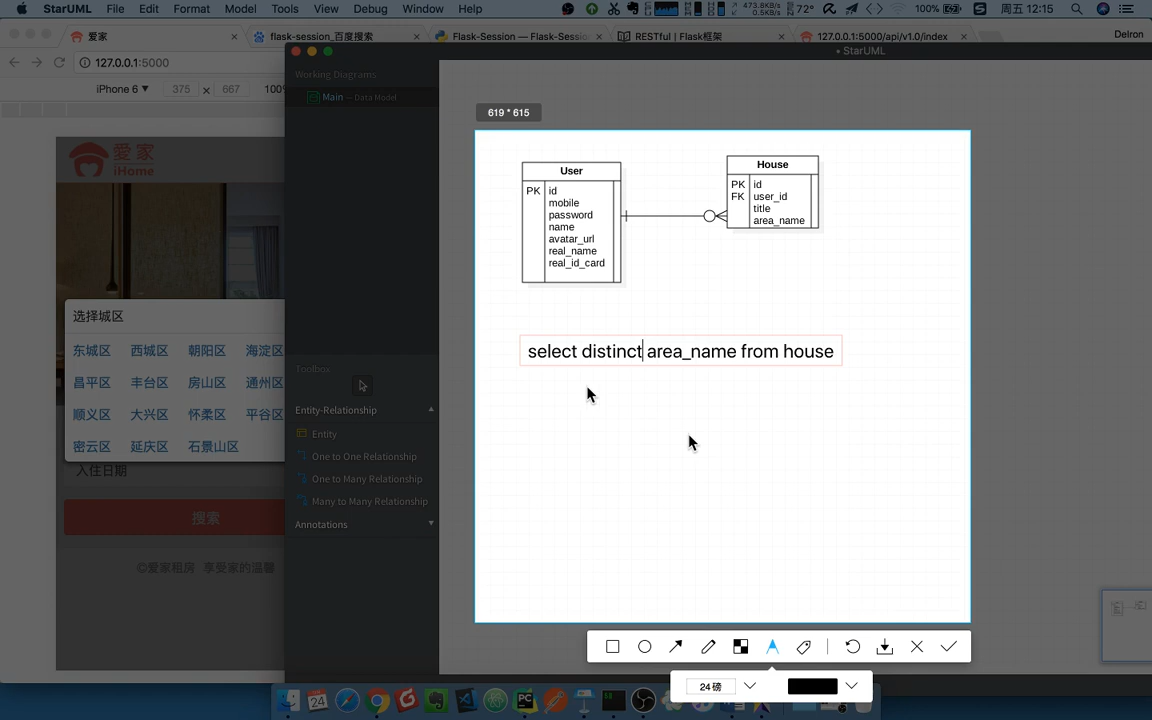 StarUML File Edit Format Model Tools View Debug Window Help
473.8KB/s
0.5KB/s
72°
100%
周五 12:15
爱家
flask-session_百度搜索
Flask-Session — Flask-Sessio
RESTful | Flask框架
127.0.0.1:5000/api/v1.0/index
Delron
127.0.0.1:5000
StarUML
iPhone 6 ▼ 375 × 667 100%
Working Diagrams
Main — Data Model
619 * 615
愛家
iHome
选择城区
东城区 西城区 朝阳区 海淀区
昌平区 丰台区 房山区 通州区
顺义区 大兴区 怀柔区 平谷区
密云区 延庆区 石景山区
入住日期
搜索
©爱家租房 享受家的温馨
Toolbox
Entity-Relationship
Entity
One to One Relationship
One to Many Relationship
Many to Many Relationship
Annotations
User
PK id
mobile
password
name
avatar_url
real_name
real_id_card
House
PK id
FK user_id
title
area_name
select distinct area_name from house
24磅